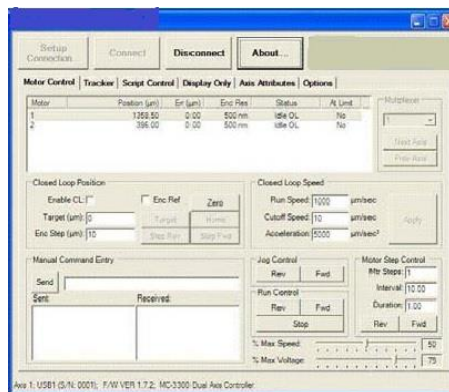 Setup Connection
Connect
Disconnect
About...
Motor Control
Tracker
Script Control
Display Only
Axis Attributes
Options
Motor Position (µm) Err (µm) Enc Res Status At Limit
1 1359.50 0.00 500 nm Idle OL No
2 396.00 0.00 500 nm Idle OL No
Multiplexer
1
Next Axis
Prev Axis
Closed Loop Position
Enable CL:
Enc Ref
Zero
Target (µm): 0
Target
Home
Enc Step (µm): 10
Step Rev
Step Fwd
Closed Loop Speed
Run Speed: 1000 µm/sec
Cutoff Speed: 10 µm/sec
Acceleration: 5000 µm/sec²
Apply
Manual Command Entry
Send
Sent:
Received:
Jog Control
Rev
Fwd
Run Control
Rev
Fwd
Stop
Motor Step Control
Mtr Steps: 1
Interval: 10.00
Duration: 1.00
Rev
Fwd
% Max Speed: 50
% Max Voltage: 75
Axis 1: USB1 (S/N: 0001); F/W VER 1.7.2; MC-3300 Dual Axis Controller